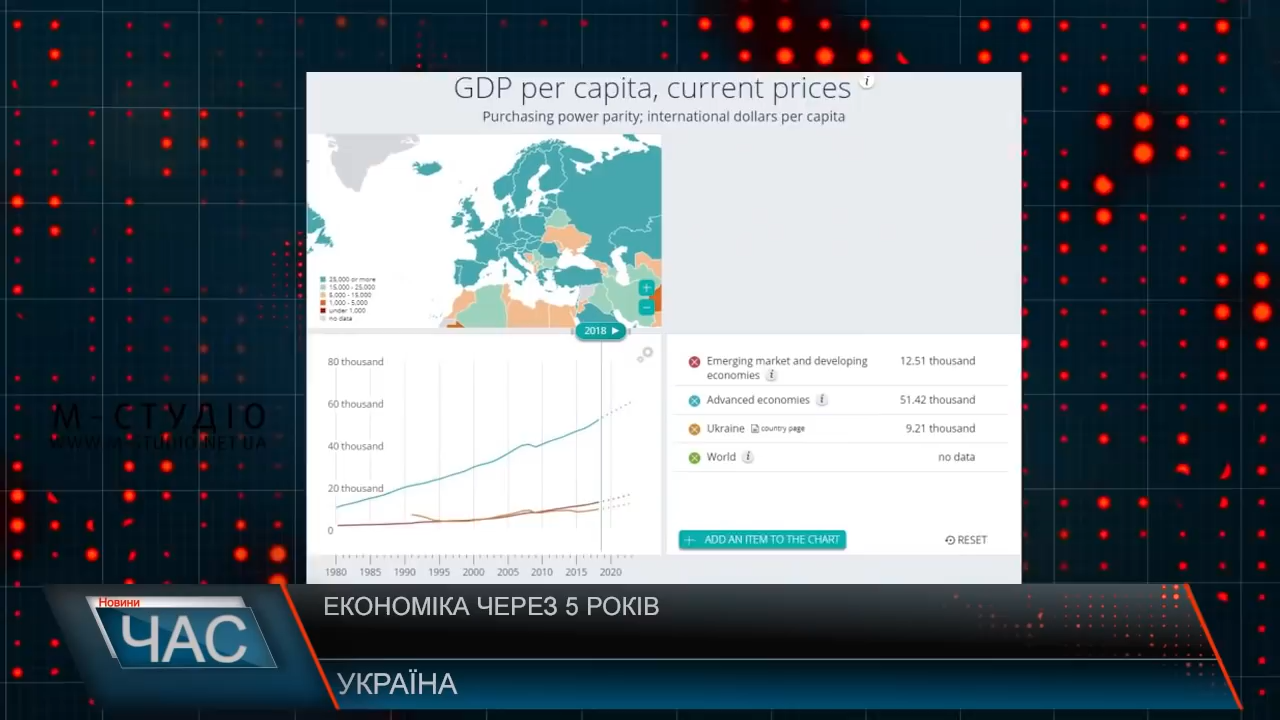 GDP per capita, current prices i
Purchasing power parity; international dollars per capita
25,000 or more
15,000 - 25,000
5,000 - 15,000
1,000 - 5,000
under 1,000
no data
+
−
2018
80 thousand
60 thousand
40 thousand
20 thousand
0
1980 1985 1990 1995 2000 2005 2010 2015 2020
Emerging market and developing economies i 12.51 thousand
Advanced economies i 51.42 thousand
Ukraine country page 9.21 thousand
World i no data
+ ADD AN ITEM TO THE CHART
RESET
М-СТУДІО
WWW.M-STUDIO.NET.UA
Новини
ЧАС
ЕКОНОМІКА ЧЕРЕЗ 5 РОКІВ
УКРАЇНА